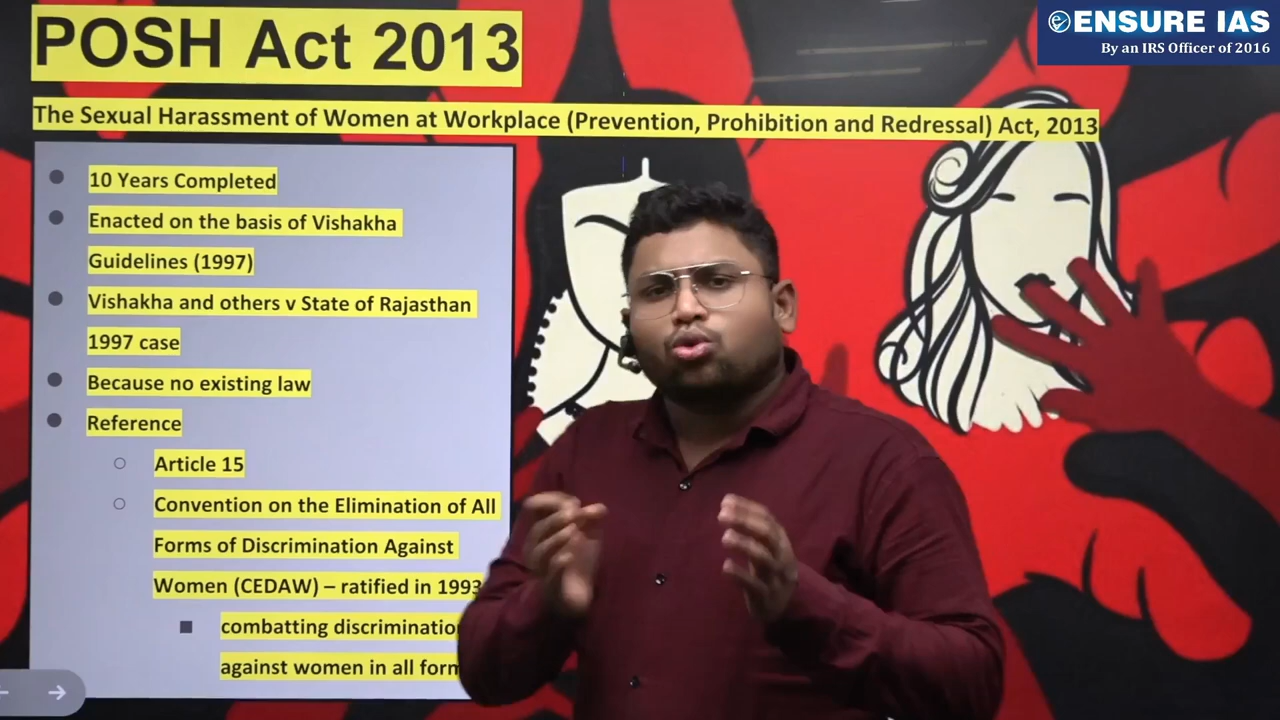 POSH Act 2013
ENSURE IAS
By an IRS Officer of 2016
The Sexual Harassment of Women at Workplace (Prevention, Prohibition and Redressal) Act, 2013
10 Years Completed
Enacted on the basis of Vishakha
Guidelines (1997)
Vishakha and others v State of Rajasthan
1997 case
Because no existing law
Reference
Article 15
Convention on the Elimination of All
Forms of Discrimination Against
Women (CEDAW) – ratified in 1993
combatting discriminatio
against women in all form